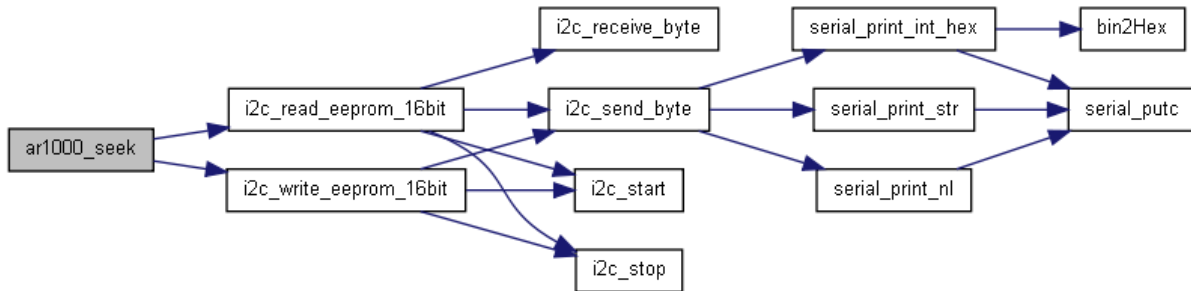 i2c_receive_byte
serial_print_int_hex
bin2Hex
i2c_read_eeprom_16bit
i2c_send_byte
serial_print_str
serial_putc
ar1000_seek
i2c_write_eeprom_16bit
i2c_start
serial_print_nl
i2c_stop